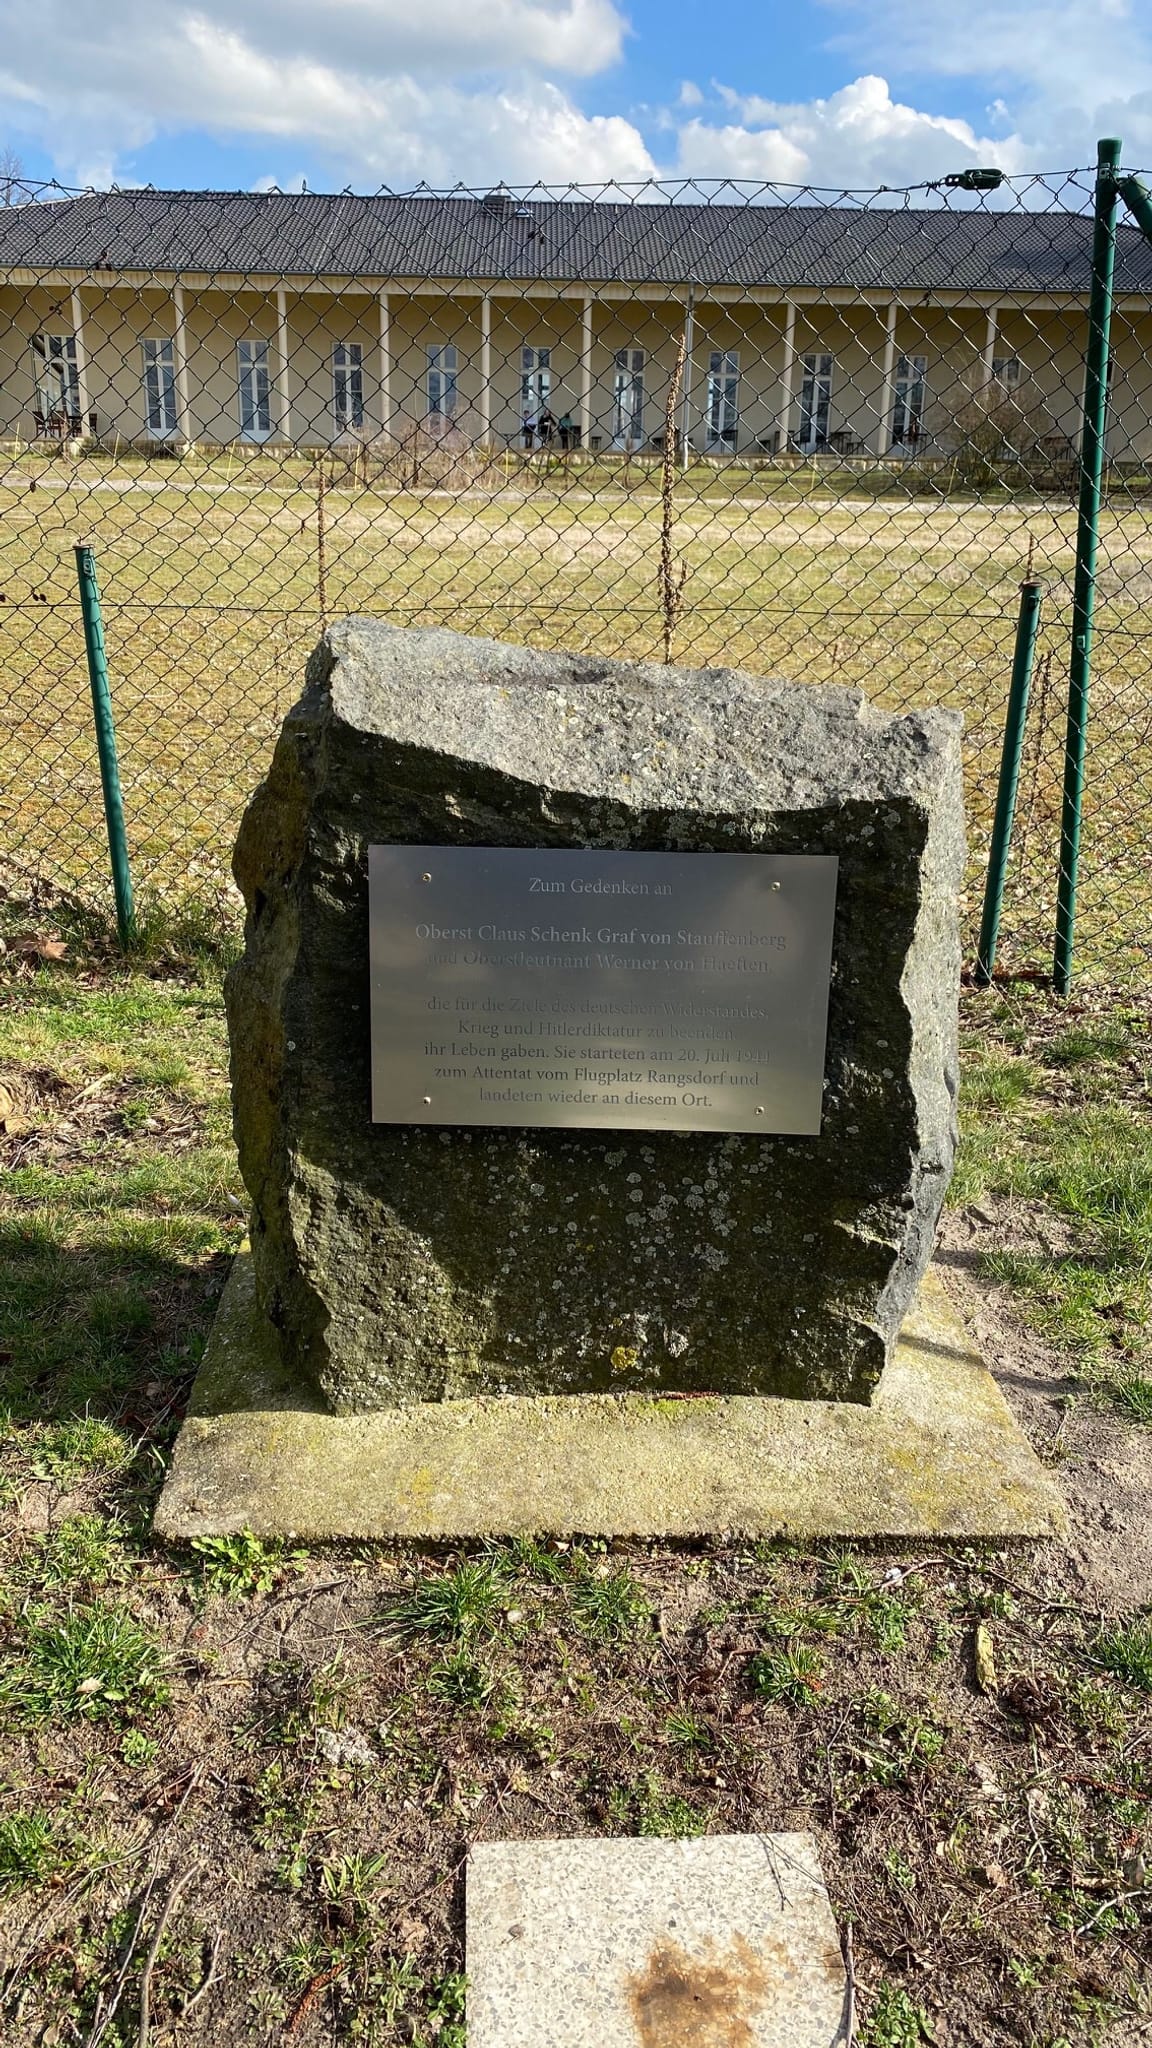 Zum Gedenken an
Oberst Claus Schenk Graf von Stauffenberg
und Oberstleutnant Werner von Haeften,
die für die Ziele des deutschen Widerstandes,
Krieg und Hitlerdiktatur zu beenden,
ihr Leben gaben. Sie starteten am 20. Juli 1944
zum Attentat vom Flugplatz Rangsdorf und
landeten wieder an diesem Ort.